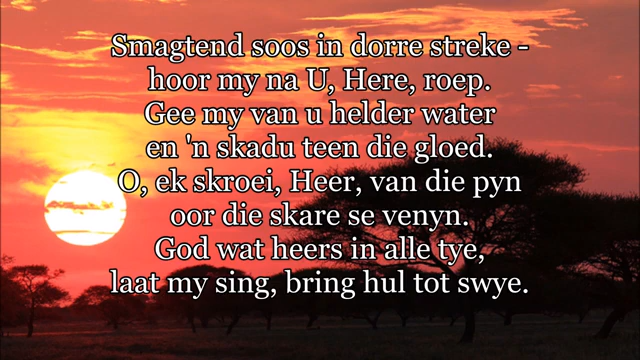 Smagtend soos in dorre streke -
hoor my na U, Here, roep.
Gee my van u helder water
en 'n skadu teen die gloed.
O, ek skroei, Heer, van die pyn
oor die skare se venyn.
God wat heers in alle tye,
laat my sing, bring hul tot swye.